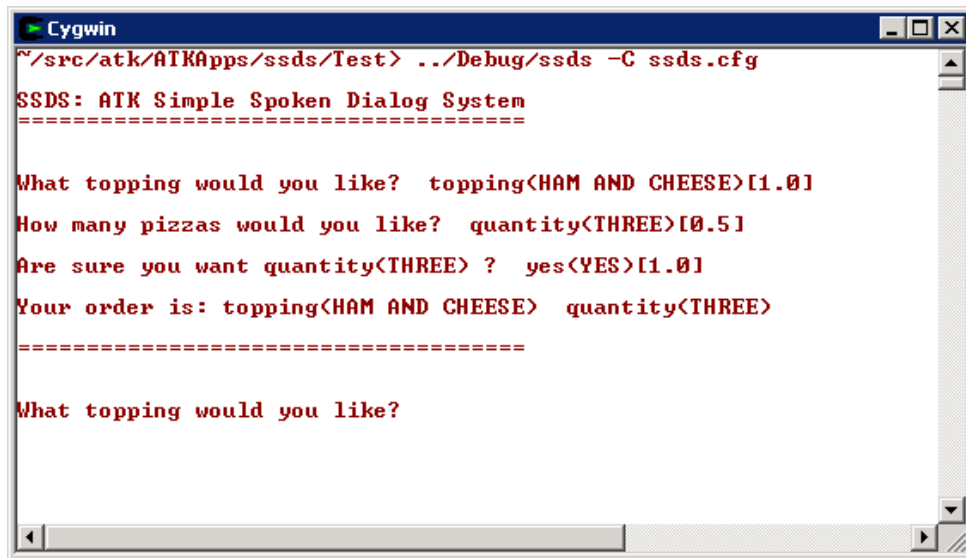 Cygwin
~/src/atk/ATKApps/ssds/Test> ../Debug/ssds -C ssds.cfg
SSDS: ATK Simple Spoken Dialog System
=====================================
What topping would you like?  topping(HAM AND CHEESE)[1.0]
How many pizzas would you like?  quantity(THREE)[0.5]
Are sure you want quantity(THREE) ?  yes(YES)[1.0]
Your order is: topping(HAM AND CHEESE)  quantity(THREE)
=====================================
What topping would you like?